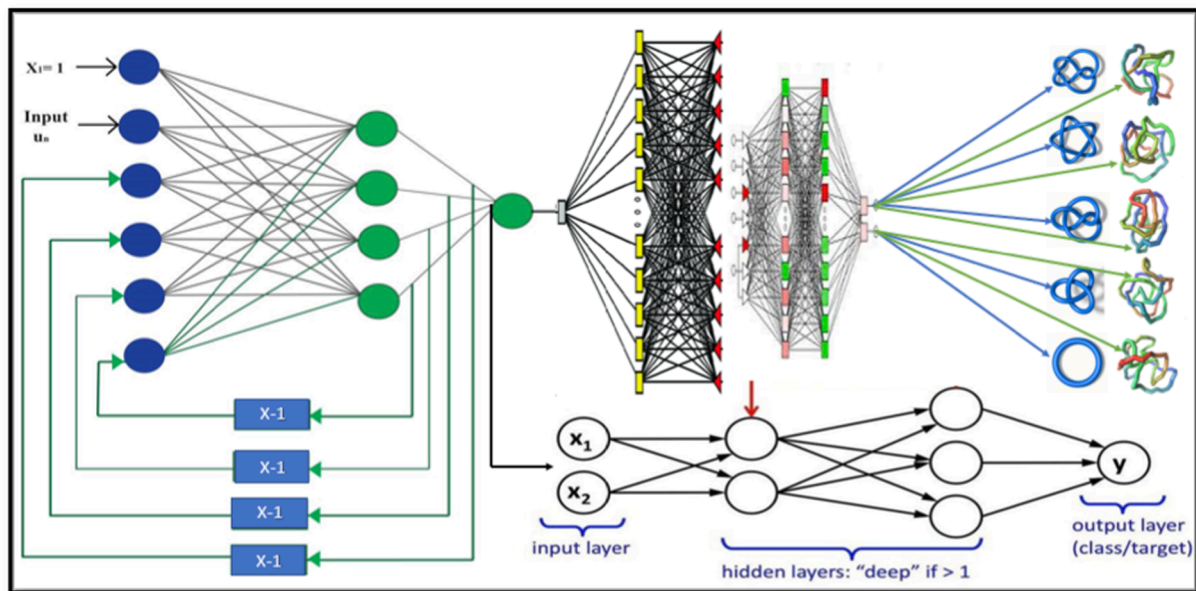 X₁= 1
Input
uₙ
X-1
X-1
X-1
X-1
x₁
x₂
y
input layer
hidden layers: “deep” if > 1
output layer
(class/target)